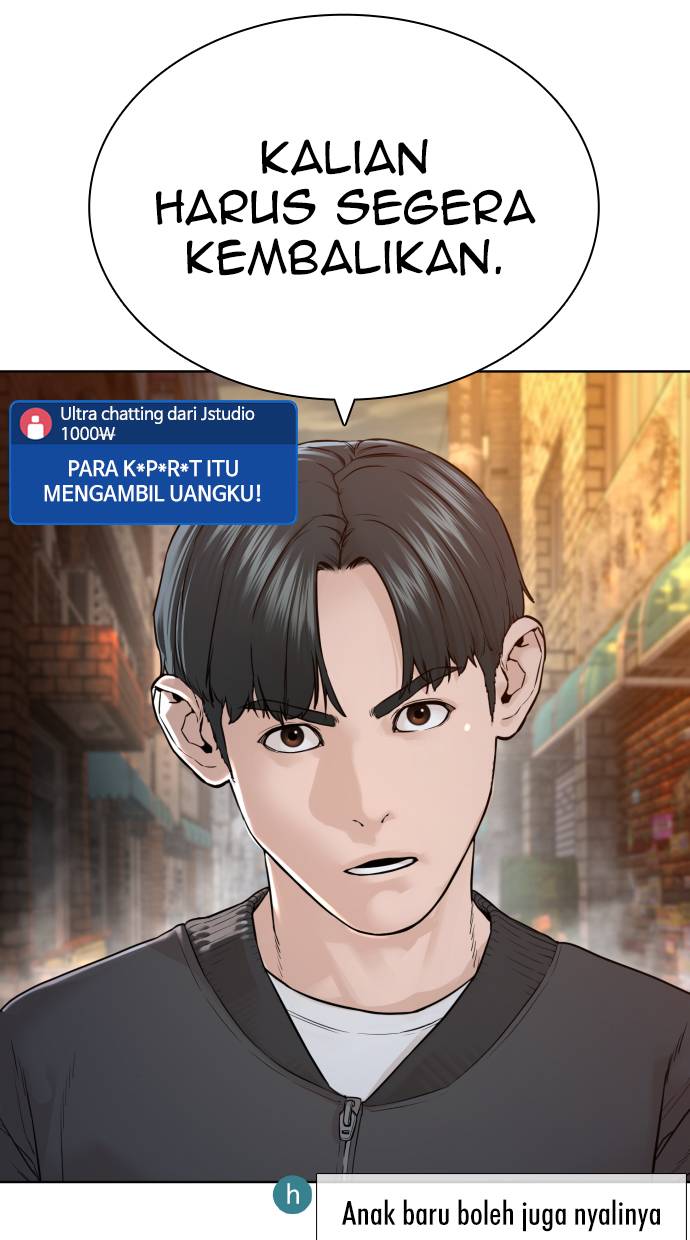 KALIAN
HARUS SEGERA
KEMBALIKAN.
Ultra chatting dari Jstudio
1000₩
PARA K*P*R*T ITU
MENGAMBIL UANGKU!
h
Anak baru boleh juga nyalinya